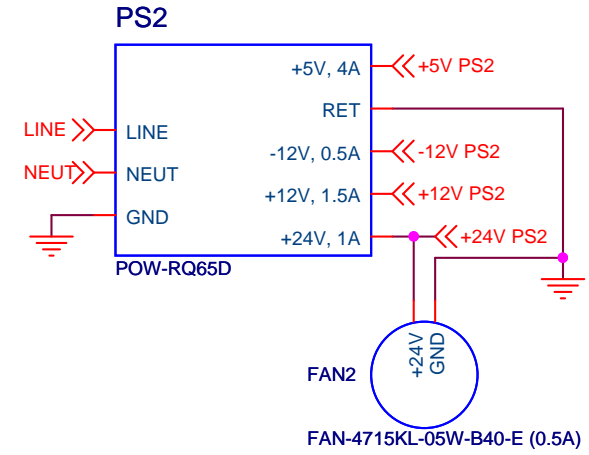 PS2
+5V, 4A
+5V PS2
RET
LINE
LINE
-12V, 0.5A
-12V PS2
NEUT
NEUT
+12V, 1.5A
+12V PS2
GND
+24V, 1A
+24V PS2
POW-RQ65D
+24V
GND
FAN2
FAN-4715KL-05W-B40-E (0.5A)